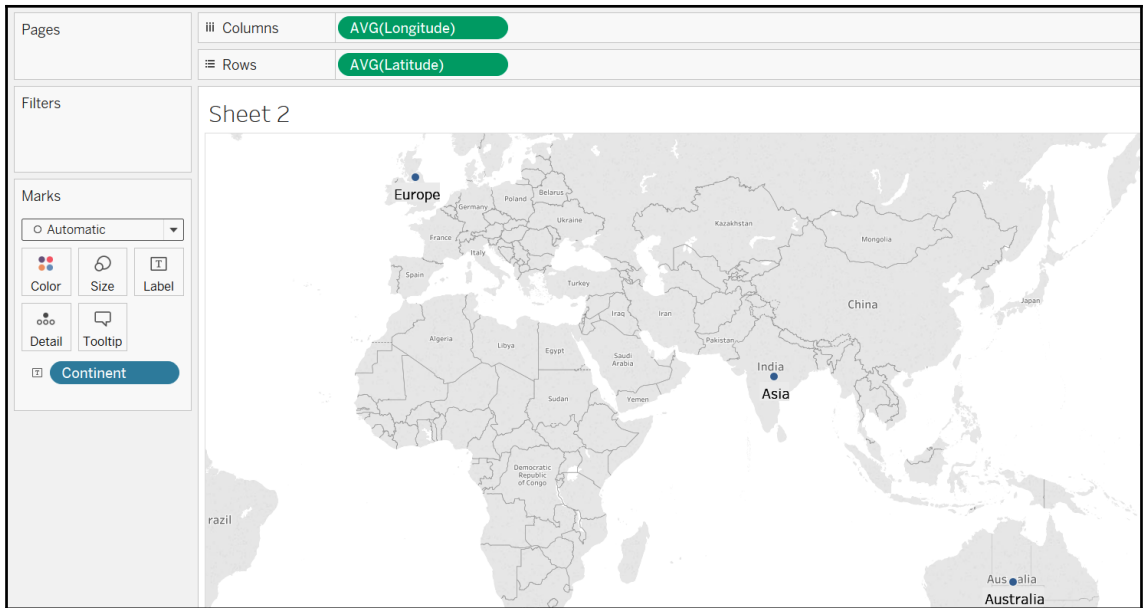 Pages
iii Columns
AVG(Longitude)
Rows
AVG(Latitude)
Filters
Sheet 2
Marks
Automatic
Color
Size
T
Label
Detail
Tooltip
T
Continent
Europe
Germany
Poland
Belarus
Ukraine
France
Italy
Spain
Turkey
Kazakhstan
Mongolia
China
Japan
Iraq
Iran
Pakistan
Algeria
Libya
Egypt
Saudi
Arabia
India
Asia
Sudan
Yemen
Democratic
Republic
of Congo
razil
Aus alia
Australia